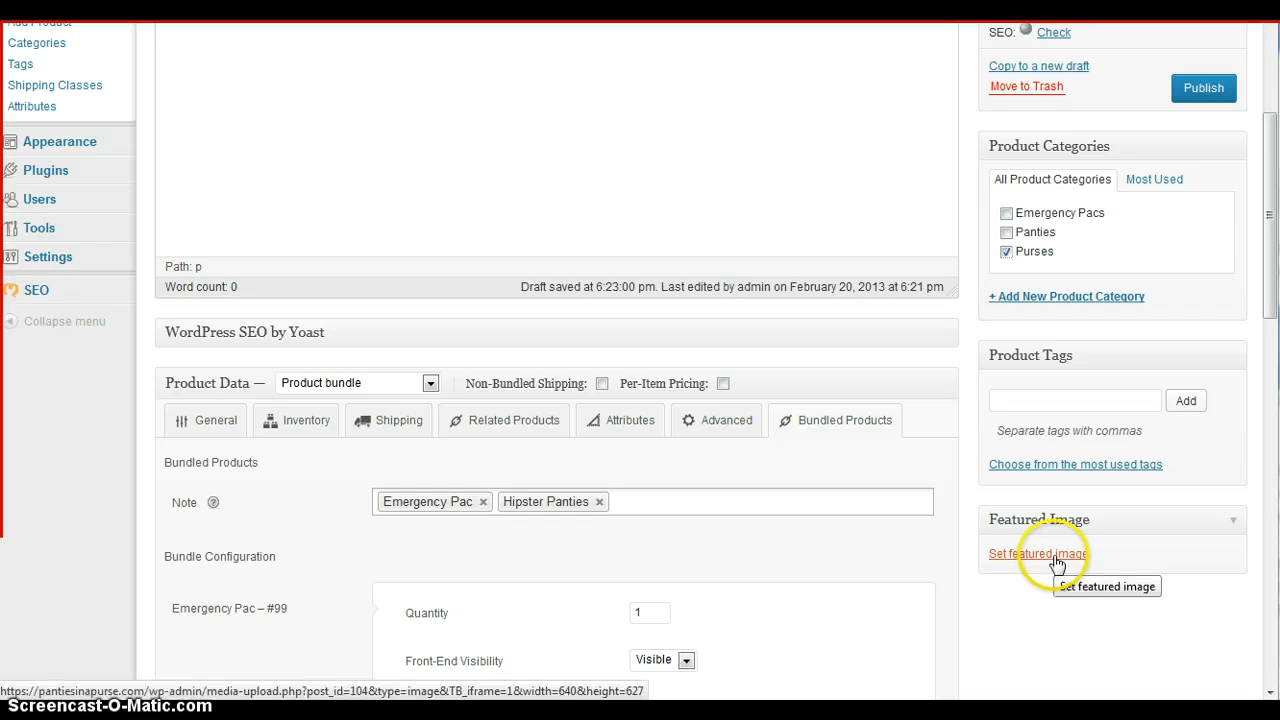 Add Product
Categories
Tags
Shipping Classes
Attributes
Appearance
Plugins
Users
Tools
Settings
SEO
Collapse menu
Path: p
Word count: 0
Draft saved at 6:23:00 pm. Last edited by admin on February 20, 2013 at 6:21 pm
WordPress SEO by Yoast
Product Data —
Product bundle
Non-Bundled Shipping:
Per-Item Pricing:
General
Inventory
Shipping
Related Products
Attributes
Advanced
Bundled Products
Bundled Products
Note
Emergency Pac
Hipster Panties
Bundle Configuration
Emergency Pac – #99
Quantity
1
Front-End Visibility
Visible
SEO:
Check
Copy to a new draft
Move to Trash
Publish
Product Categories
All Product Categories
Most Used
Emergency Pacs
Panties
Purses
+ Add New Product Category
Product Tags
Add
Separate tags with commas
Choose from the most used tags
Featured Image
Set featured image
Set featured image
https://pantiesinapurse.com/wp-admin/media-upload.php?post_id=104&type=image&TB_iframe=1&width=640&height=627
Screencast-O-Matic.com